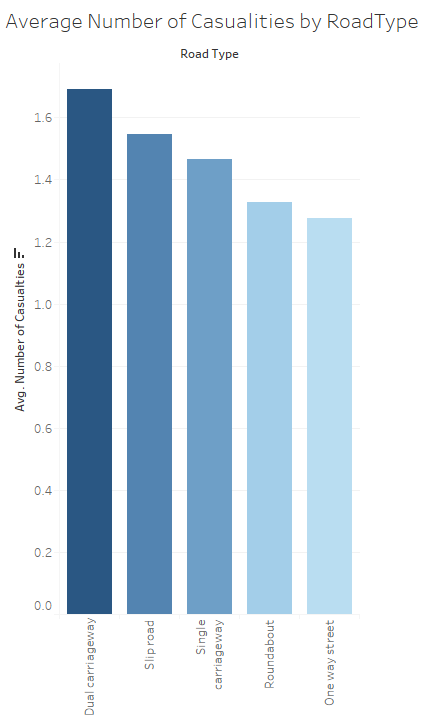 Average Number of Casualities by RoadType
Road Type
Avg. Number of Casualties
1.6
1.4
1.2
1.0
0.8
0.6
0.4
0.2
0.0
Dual carriageway
Slip road
Single
carriageway
Roundabout
One way street